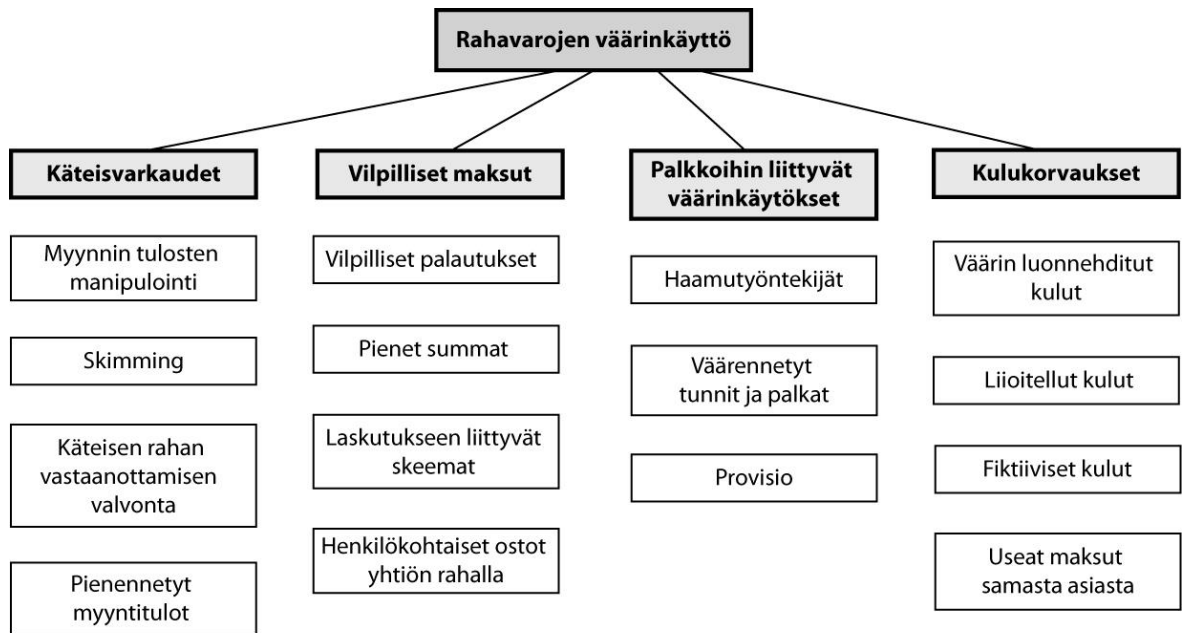 Rahavarojen väärinkäyttö
Käteisvarkaudet
Myynnin tulosten
manipulointi
Skimming
Käteisen rahan
vastaanottamisen
valvonta
Pienennetyt
myyntitulot
Vilpilliset maksut
Vilpilliset palautukset
Pienet summat
Laskutukseen liittyvät
skeemat
Henkilökohtaiset ostot
yhtiön rahalla
Palkkoihin liittyvät
väärinkäytökset
Haamutyöntekijät
Väärennetyt
tunnit ja palkat
Provisio
Kulukorvaukset
Väärin luonnehditut
kulut
Liioitellut kulut
Fiktiiviset kulut
Useat maksut
samasta asiasta